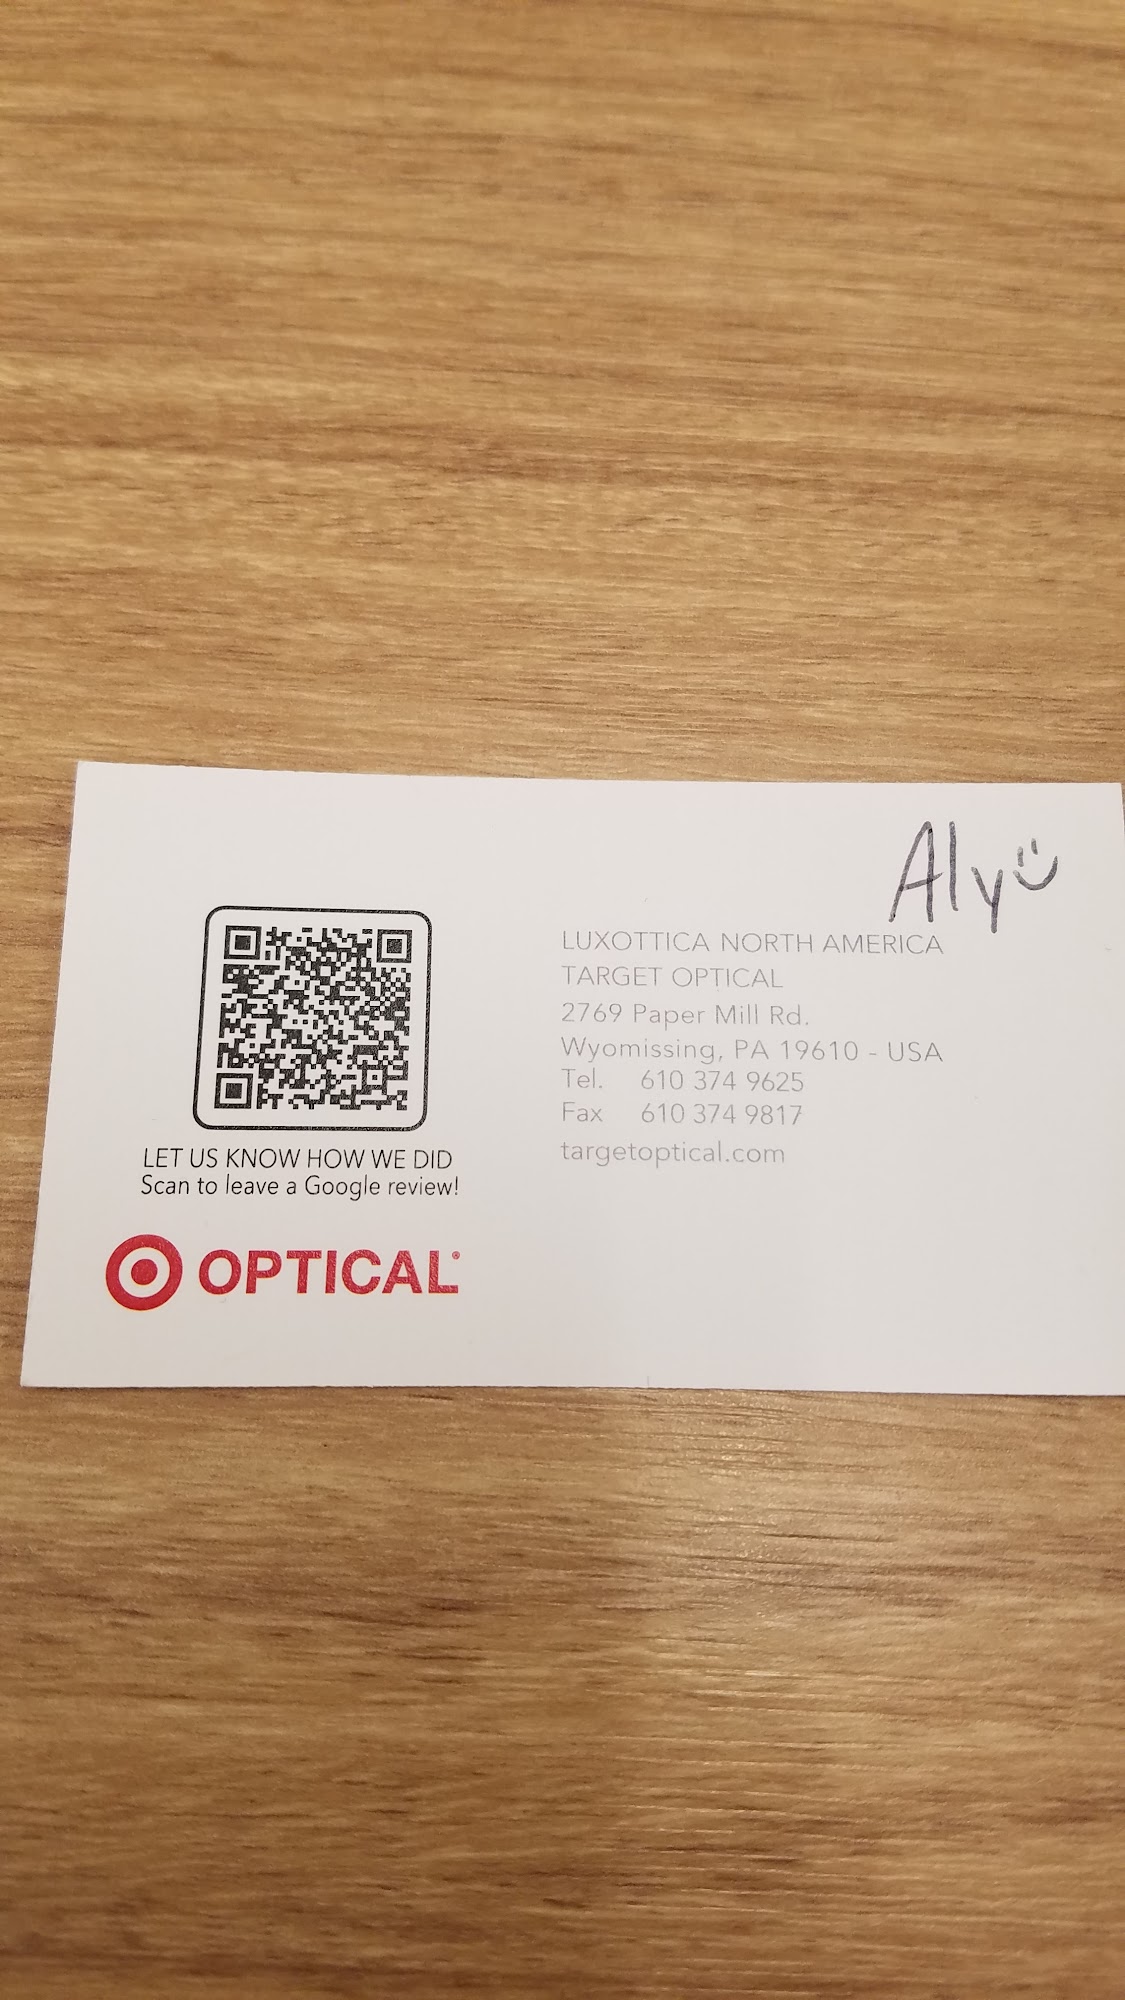 Aly
LUXOTTICA NORTH AMERICA
TARGET OPTICAL
2769 Paper Mill Rd.
Wyomissing, PA 19610 - USA
Tel. 610 374 9625
Fax 610 374 9817
targetoptical.com
LET US KNOW HOW WE DID
Scan to leave a Google review!
OPTICAL